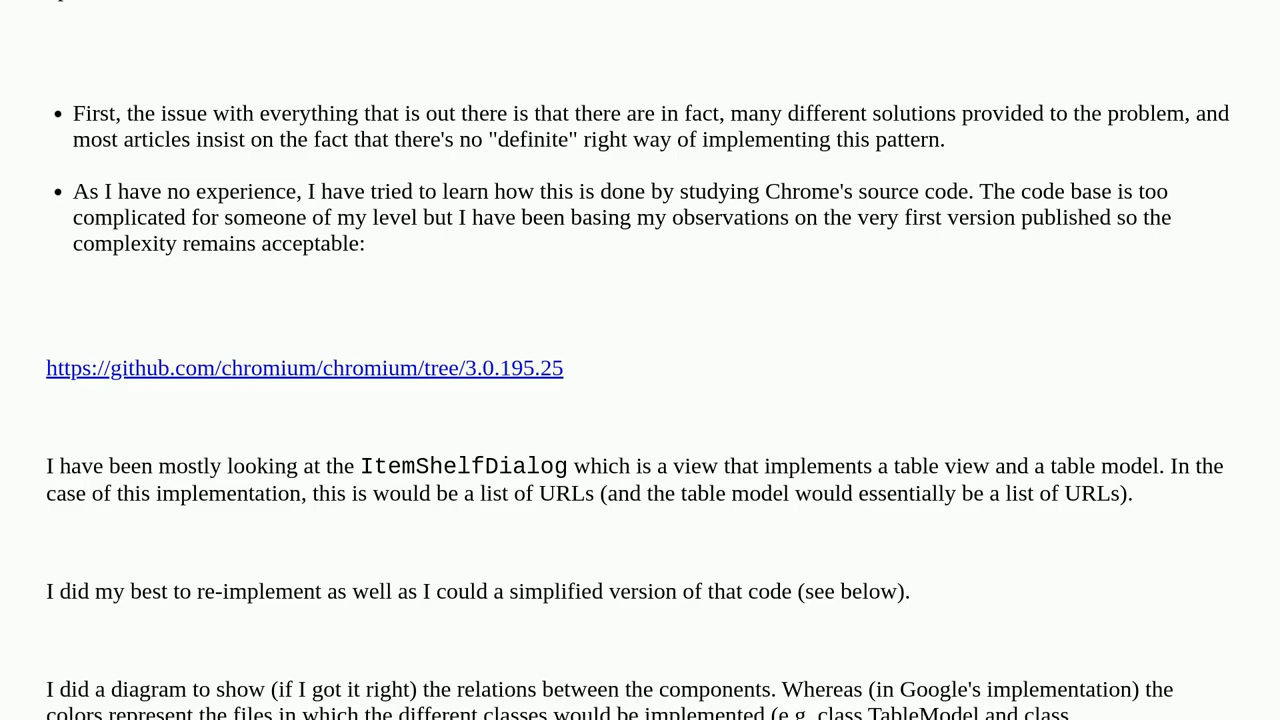 First, the issue with everything that is out there is that there are in fact, many different solutions provided to the problem, and
most articles insist on the fact that there's no "definite" right way of implementing this pattern.
As I have no experience, I have tried to learn how this is done by studying Chrome's source code. The code base is too
complicated for someone of my level but I have been basing my observations on the very first version published so the
complexity remains acceptable:
https://github.com/chromium/chromium/tree/3.0.195.25
I have been mostly looking at the ItemShelfDialog which is a view that implements a table view and a table model. In the
case of this implementation, this is would be a list of URLs (and the table model would essentially be a list of URLs).
I did my best to re-implement as well as I could a simplified version of that code (see below).
I did a diagram to show (if I got it right) the relations between the components. Whereas (in Google's implementation) the
colors represent the files in which the different classes would be implemented (e.g. class TableModel and class